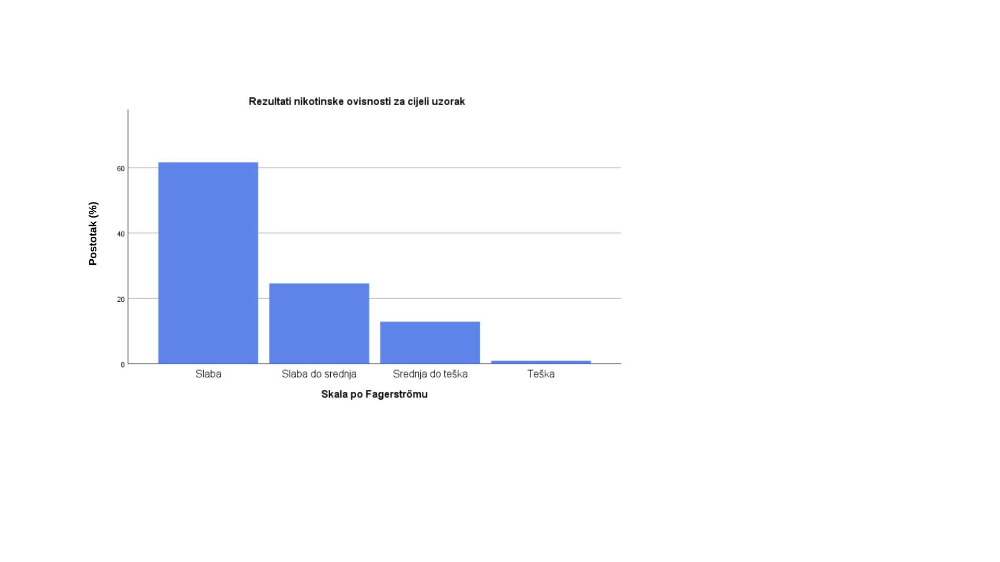 Rezultati nikotinske ovisnosti za cijeli uzorak
Postotak (%)
60
40
20
0
Slaba
Slaba do srednja
Srednja do teška
Teška
Skala po Fagerströmu